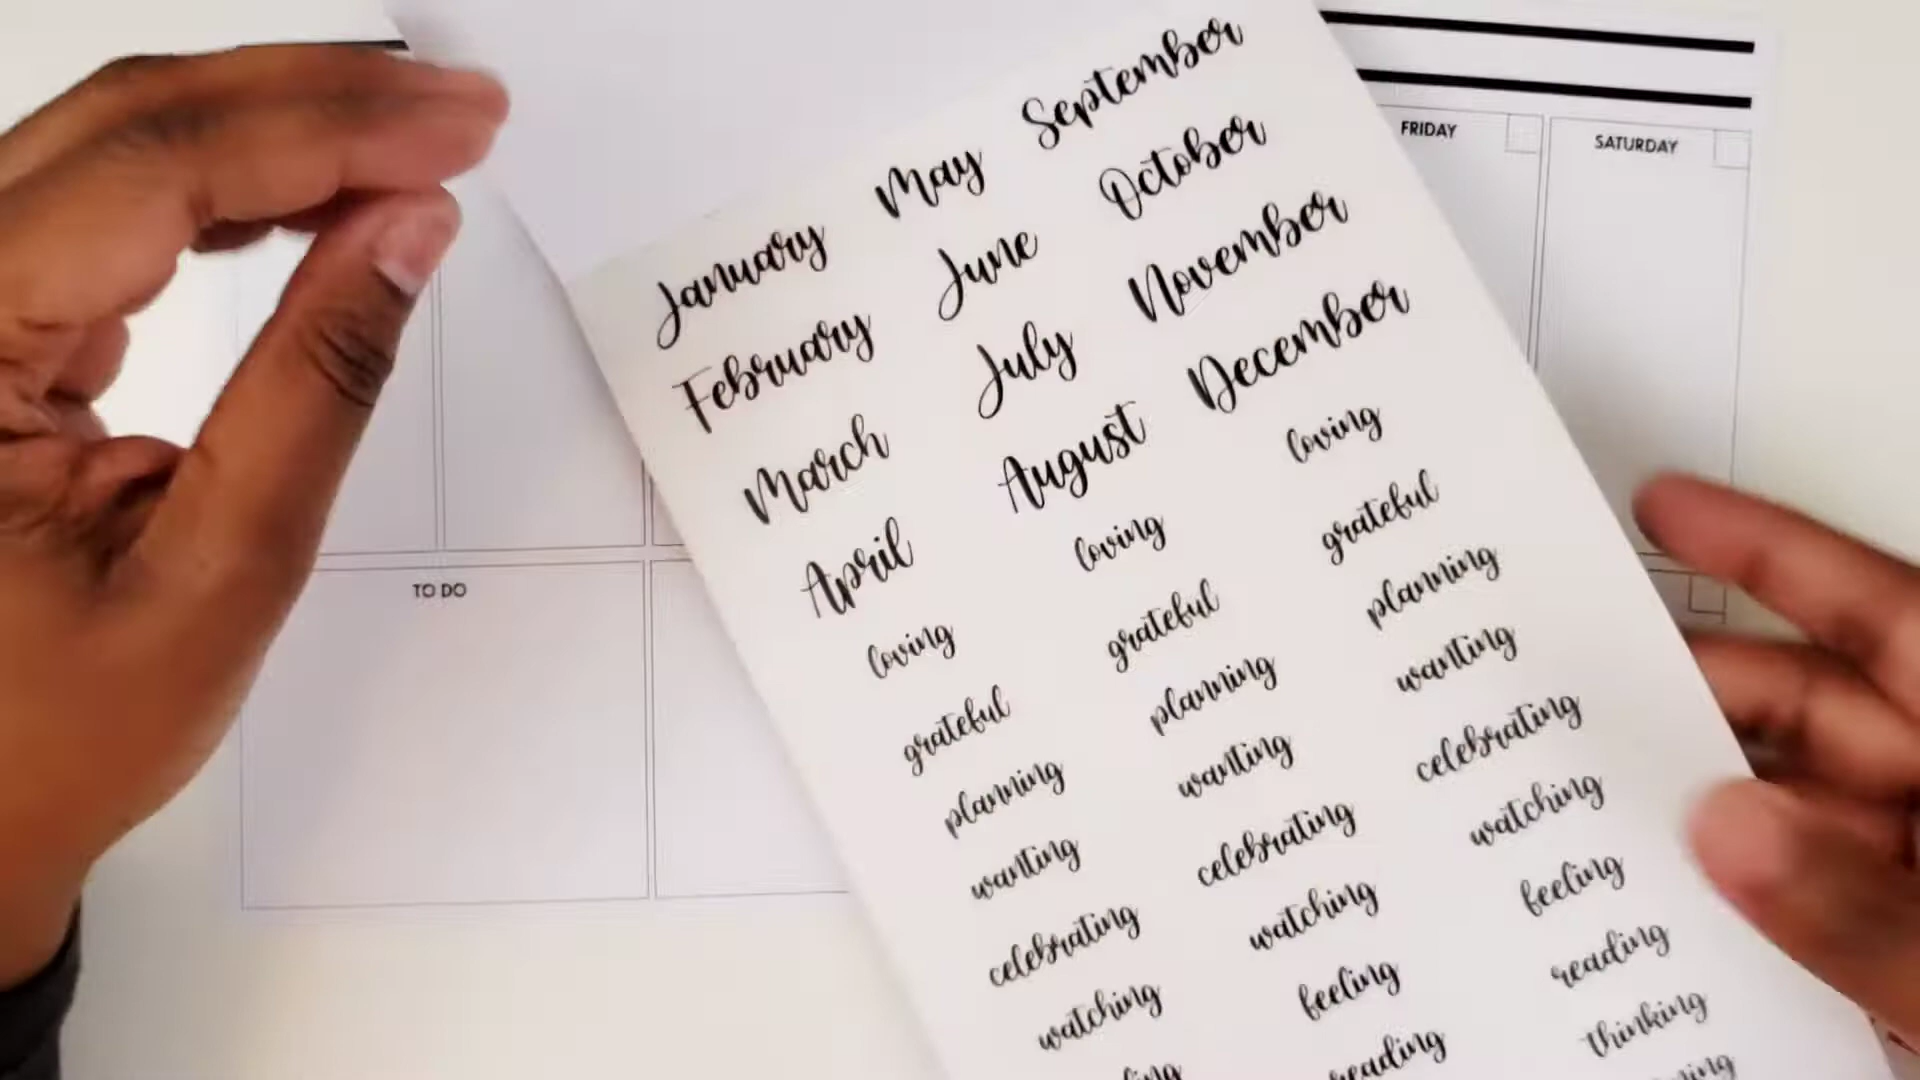 January May September
February June October
March July November
April August December
loving loving loving
grateful grateful grateful
planning planning planning
wanting wanting wanting
celebrating celebrating celebrating
watching watching watching
feeling feeling
reading reading
thinking
FRIDAY SATURDAY
TO DO